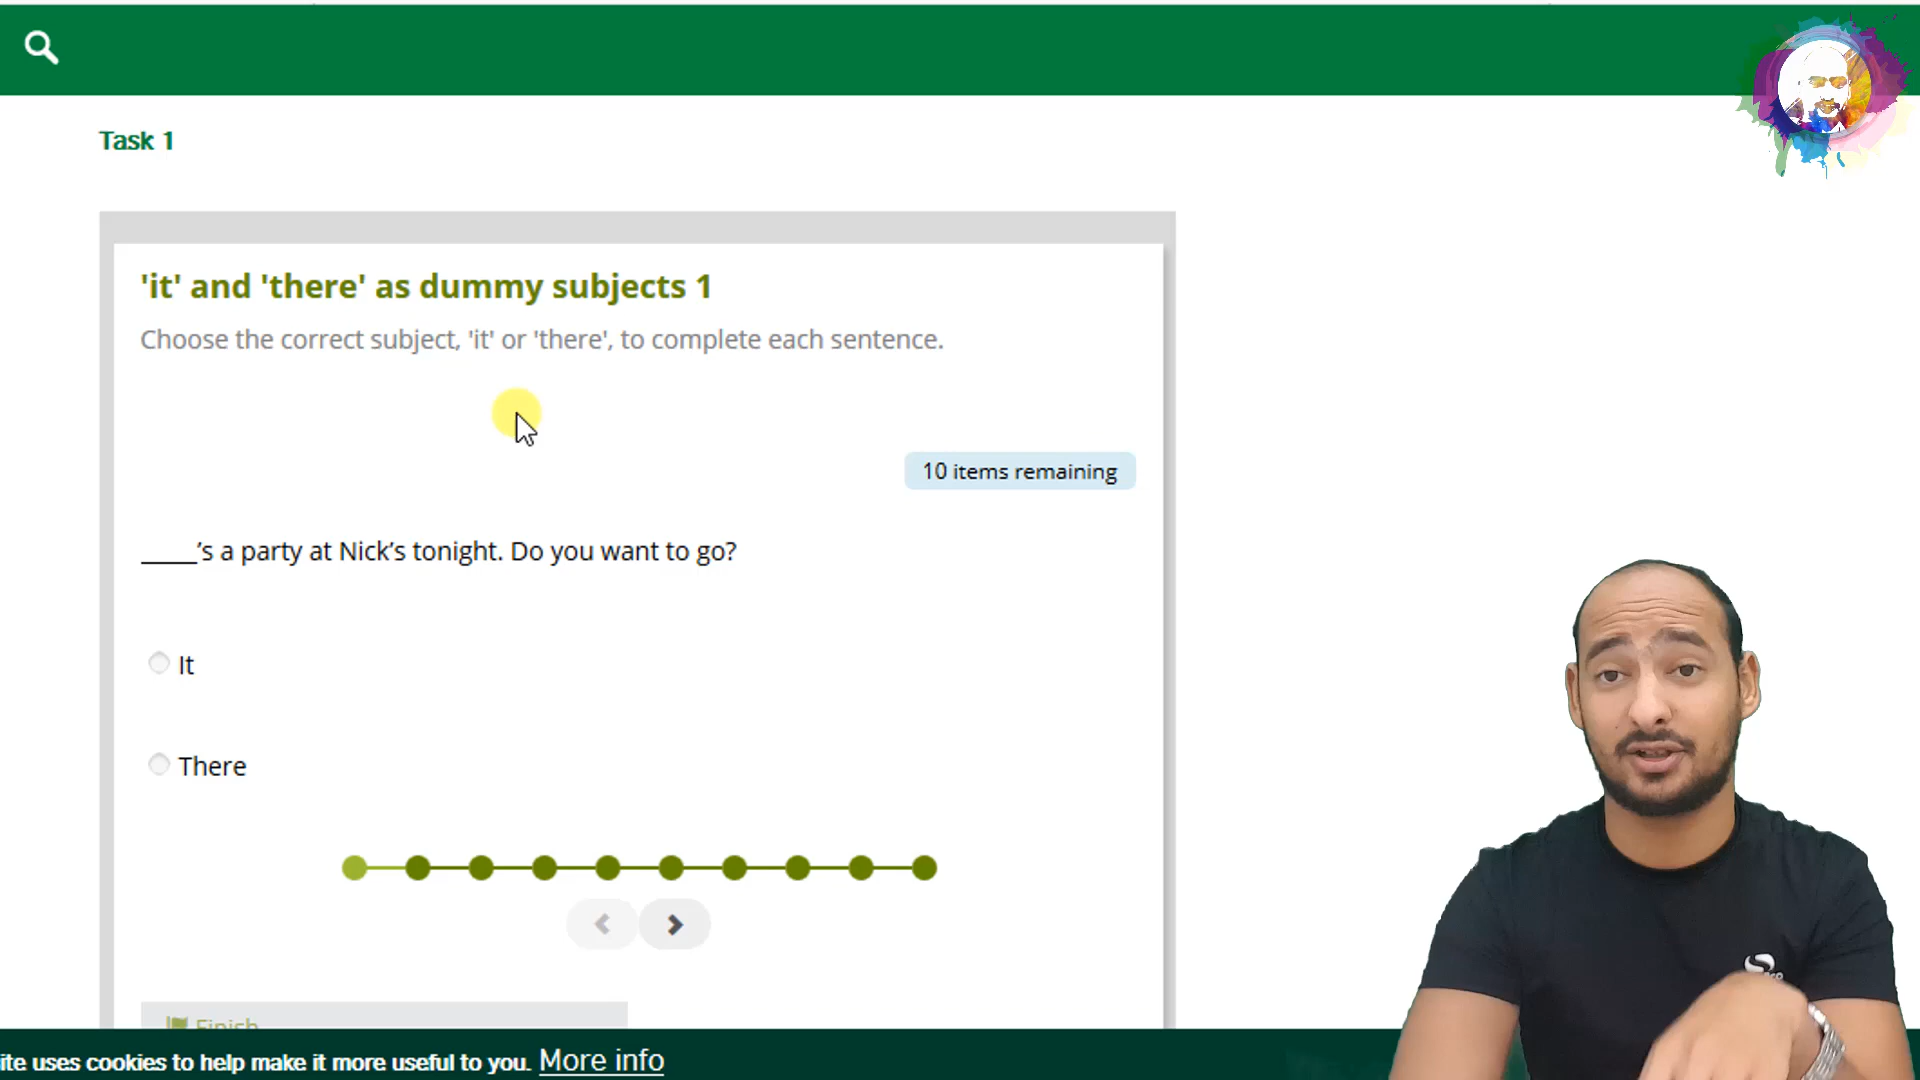 Task 1
'it' and 'there' as dummy subjects 1
Choose the correct subject, 'it' or 'there', to complete each sentence.
10 items remaining
_____’s a party at Nick’s tonight. Do you want to go?
It
There
Finish
ite uses cookies to help make it more useful to you. More info